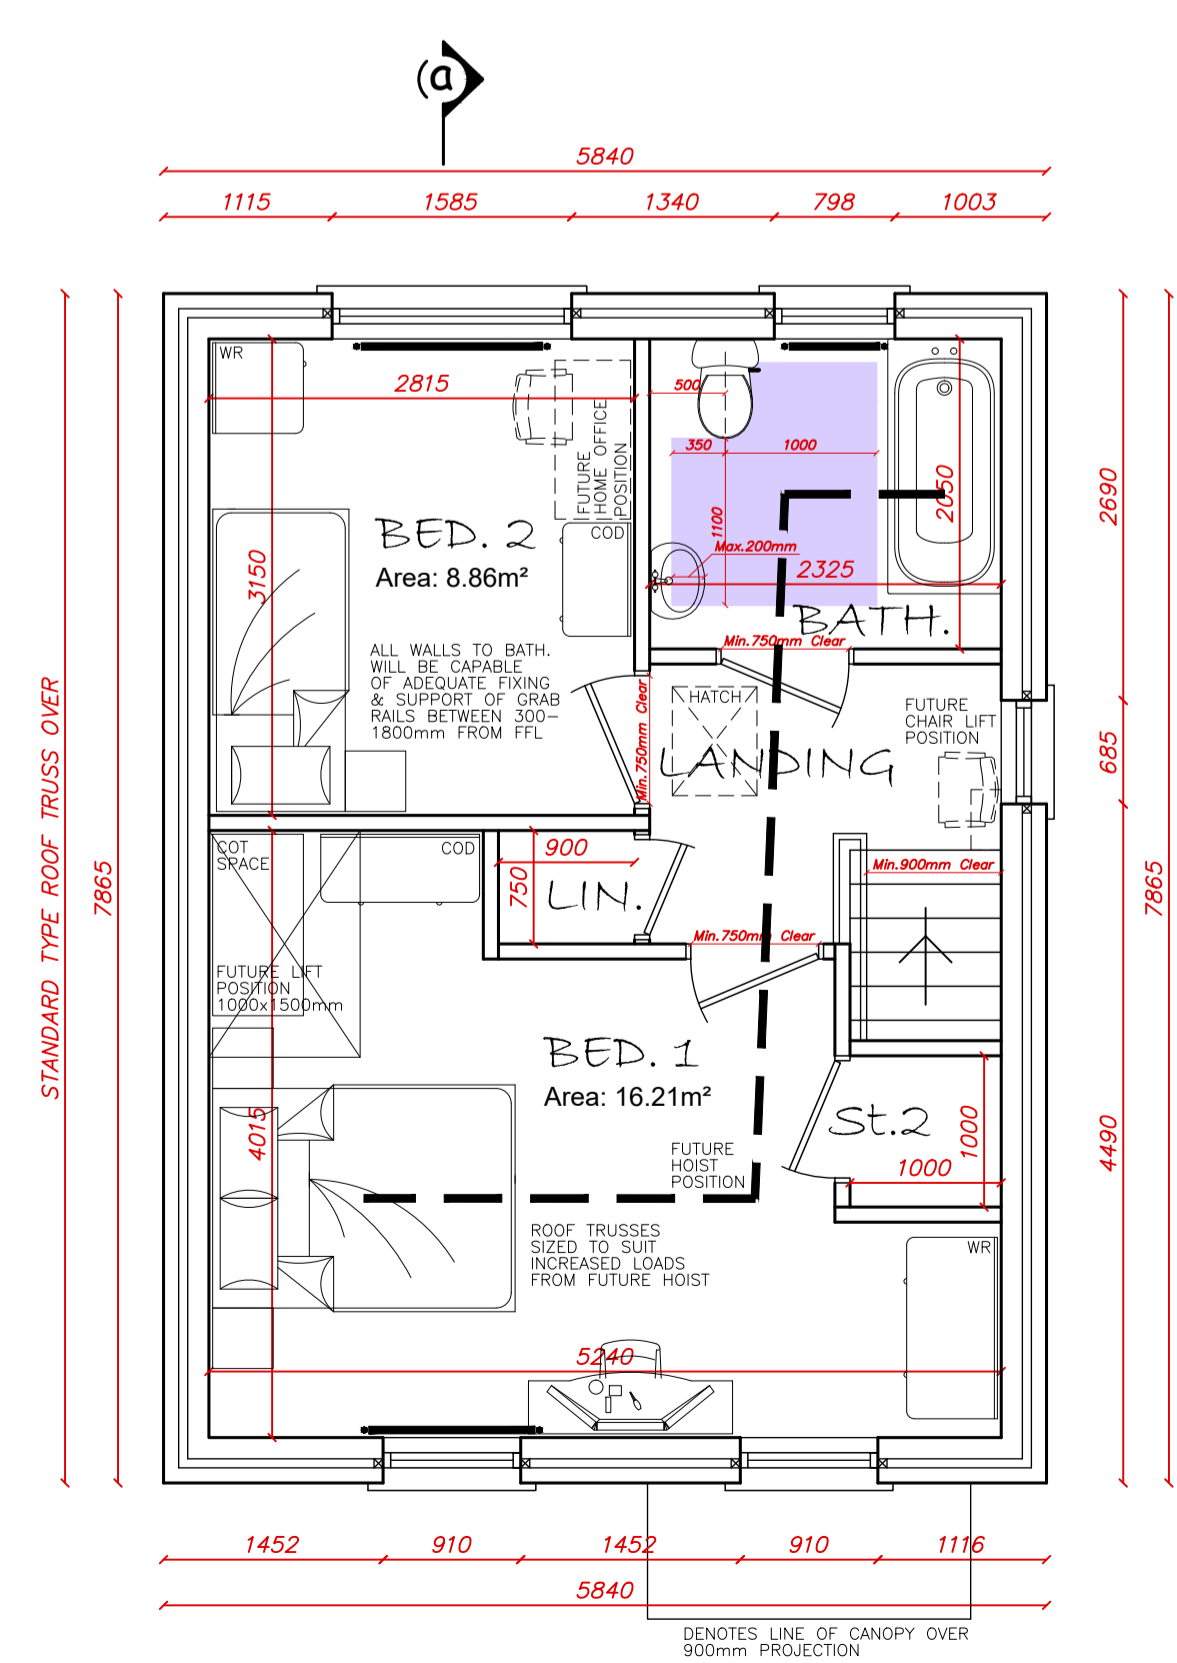 a
5840
1115
1585
1340
798
1003
WR
2815
500
FUTURE
HOME OFFICE
POSITION
350
1000
2050
2690
BED. 2
Area: 8.86m²
COD
3150
1100
Max.200mm
2325
BATH.
Min.750mm Clear
ALL WALLS TO BATH.
WILL BE CAPABLE
OF ADEQUATE FIXING
& SUPPORT OF GRAB
RAILS BETWEEN 300-
1800mm FROM FFL
Min.750mm Clear
HATCH
LANDING
FUTURE
CHAIR LIFT
POSITION
685
STANDARD TYPE ROOF TRUSS OVER
7865
7865
COT
SPACE
COD
900
750
LIN.
Min.900mm Clear
Min.750mm Clear
FUTURE LIFT
POSITION
1000x1500mm
BED. 1
Area: 16.21m²
4015
St.2
1000
1000
4490
FUTURE
HOIST
POSITION
ROOF TRUSSES
SIZED TO SUIT
INCREASED LOADS
FROM FUTURE HOIST
WR
5240
1452
910
1452
910
1116
5840
DENOTES LINE OF CANOPY OVER
900mm PROJECTION